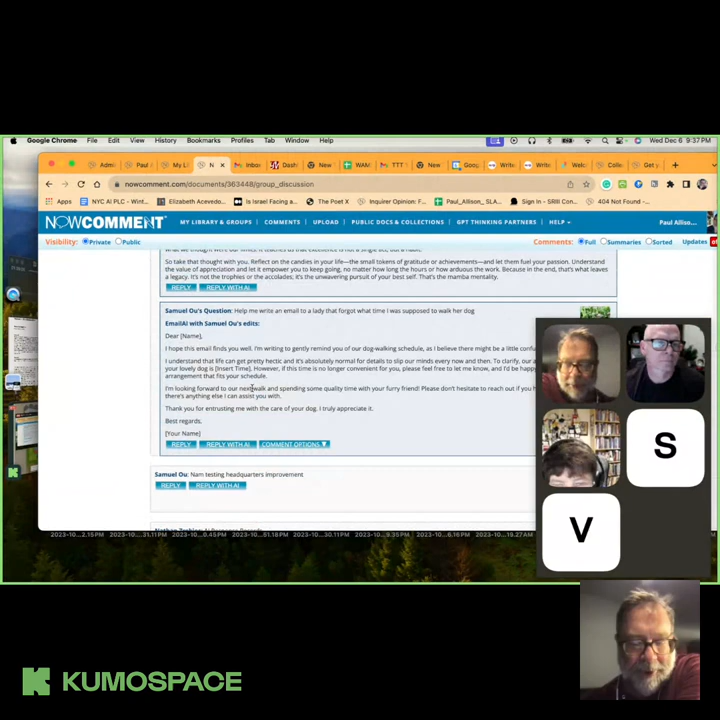 Google Chrome File Edit View History Bookmarks Profiles Tab Window Help Wed Dec 6 9:37 PM
nowcomment.com/documents/363448/group_discussion
Apps NYC AI PLC - Wint Elizabeth Acevedo... Is Israel Facing a The Poet X Inquirer Opinion: F... Paul_Allison_SLA... Sign In - SRIII Con... 404 Not Found -...
NOWCOMMENT MY LIBRARY & GROUPS | COMMENTS | UPLOAD | PUBLIC DOCS & COLLECTIONS | GPT THINKING PARTNERS | HELP Paul Alliso...
Visibility: Private Public Comments: Full Summaries Sorted Updates
So take that thought with you. Reflect on the candies in your life—the small tokens of gratitude or achievements—and let them fuel your passion. Understand
the value of appreciation and let it empower you to keep going, no matter how long the hours or how arduous the work. Because in the end, that's what leaves
a legacy. It's not the trophies or the accolades; it's the unwavering pursuit of your best self. That's the mamba mentality.
REPLY REPLY WITH AI
Samuel Ou's Question: Help me write an email to a lady that forgot what time I was supposed to walk her dog
EmailAI with Samuel Ou's edits:
Dear [Name],
I hope this email finds you well. I'm writing to gently remind you of our dog-walking schedule, as I believe there might be a little confu
I understand that life can get pretty hectic and it's absolutely normal for details to slip our minds every now and then. To clarify, our a
your lovely dog is [Insert Time]. However, if this time is no longer convenient for you, please feel free to let me know, and I'd be happ
arrangement that fits your schedule.
I'm looking forward to our next walk and spending some quality time with your furry friend! Please don't hesitate to reach out if you h
there's anything else I can assist you with.
Thank you for entrusting me with the care of your dog. I truly appreciate it.
Best regards,
[Your Name]
REPLY REPLY WITH AI COMMENT OPTIONS
Samuel Ou: Nam testing headquarters improvement
REPLY REPLY WITH AI
S
V
KUMOSPACE